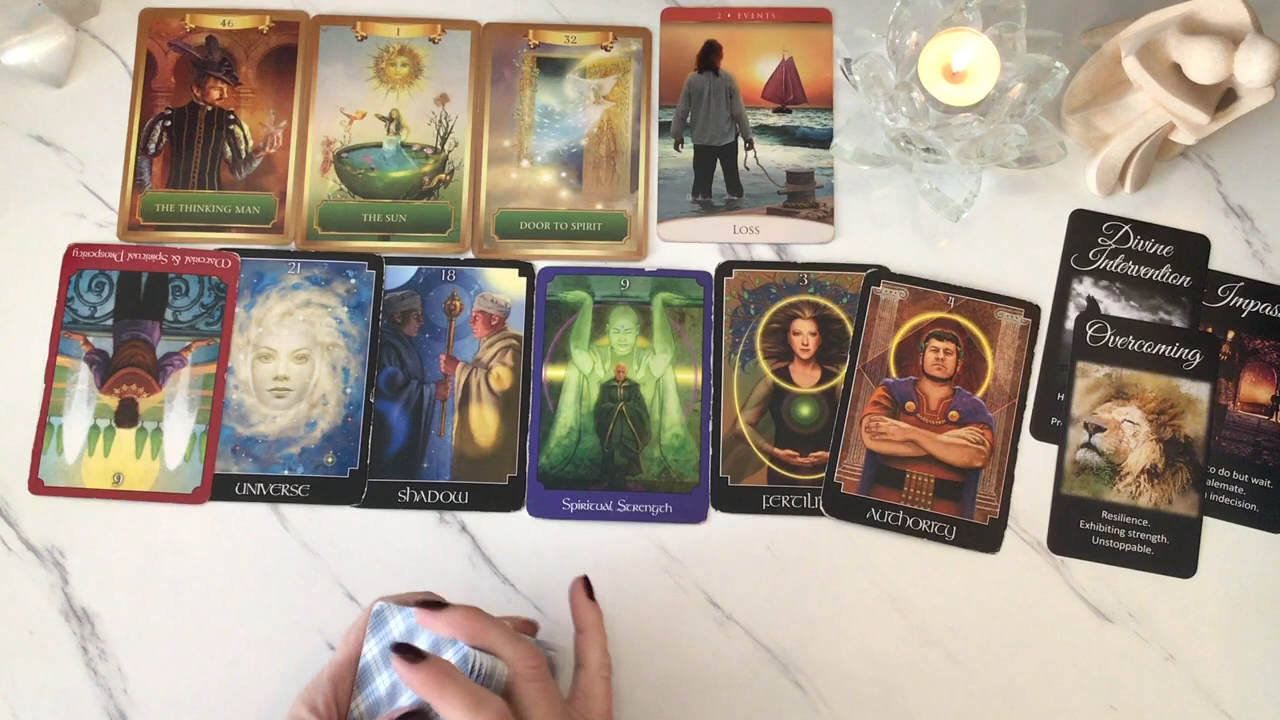 46
THE THINKING MAN
1
THE SUN
32
DOOR TO SPIRIT
2 • EVENTS
LOSS
Material & Spiritual Prosperity
9
21
UNIVERSE
18
SHADOW
9
Spiritual Strength
3
FERTILI
4
AUTHORITY
Divine
Intervention
H
Pr
Impas
to do but wait.
alemate.
indecision.
Overcoming
Resilience.
Exhibiting strength.
Unstoppable.